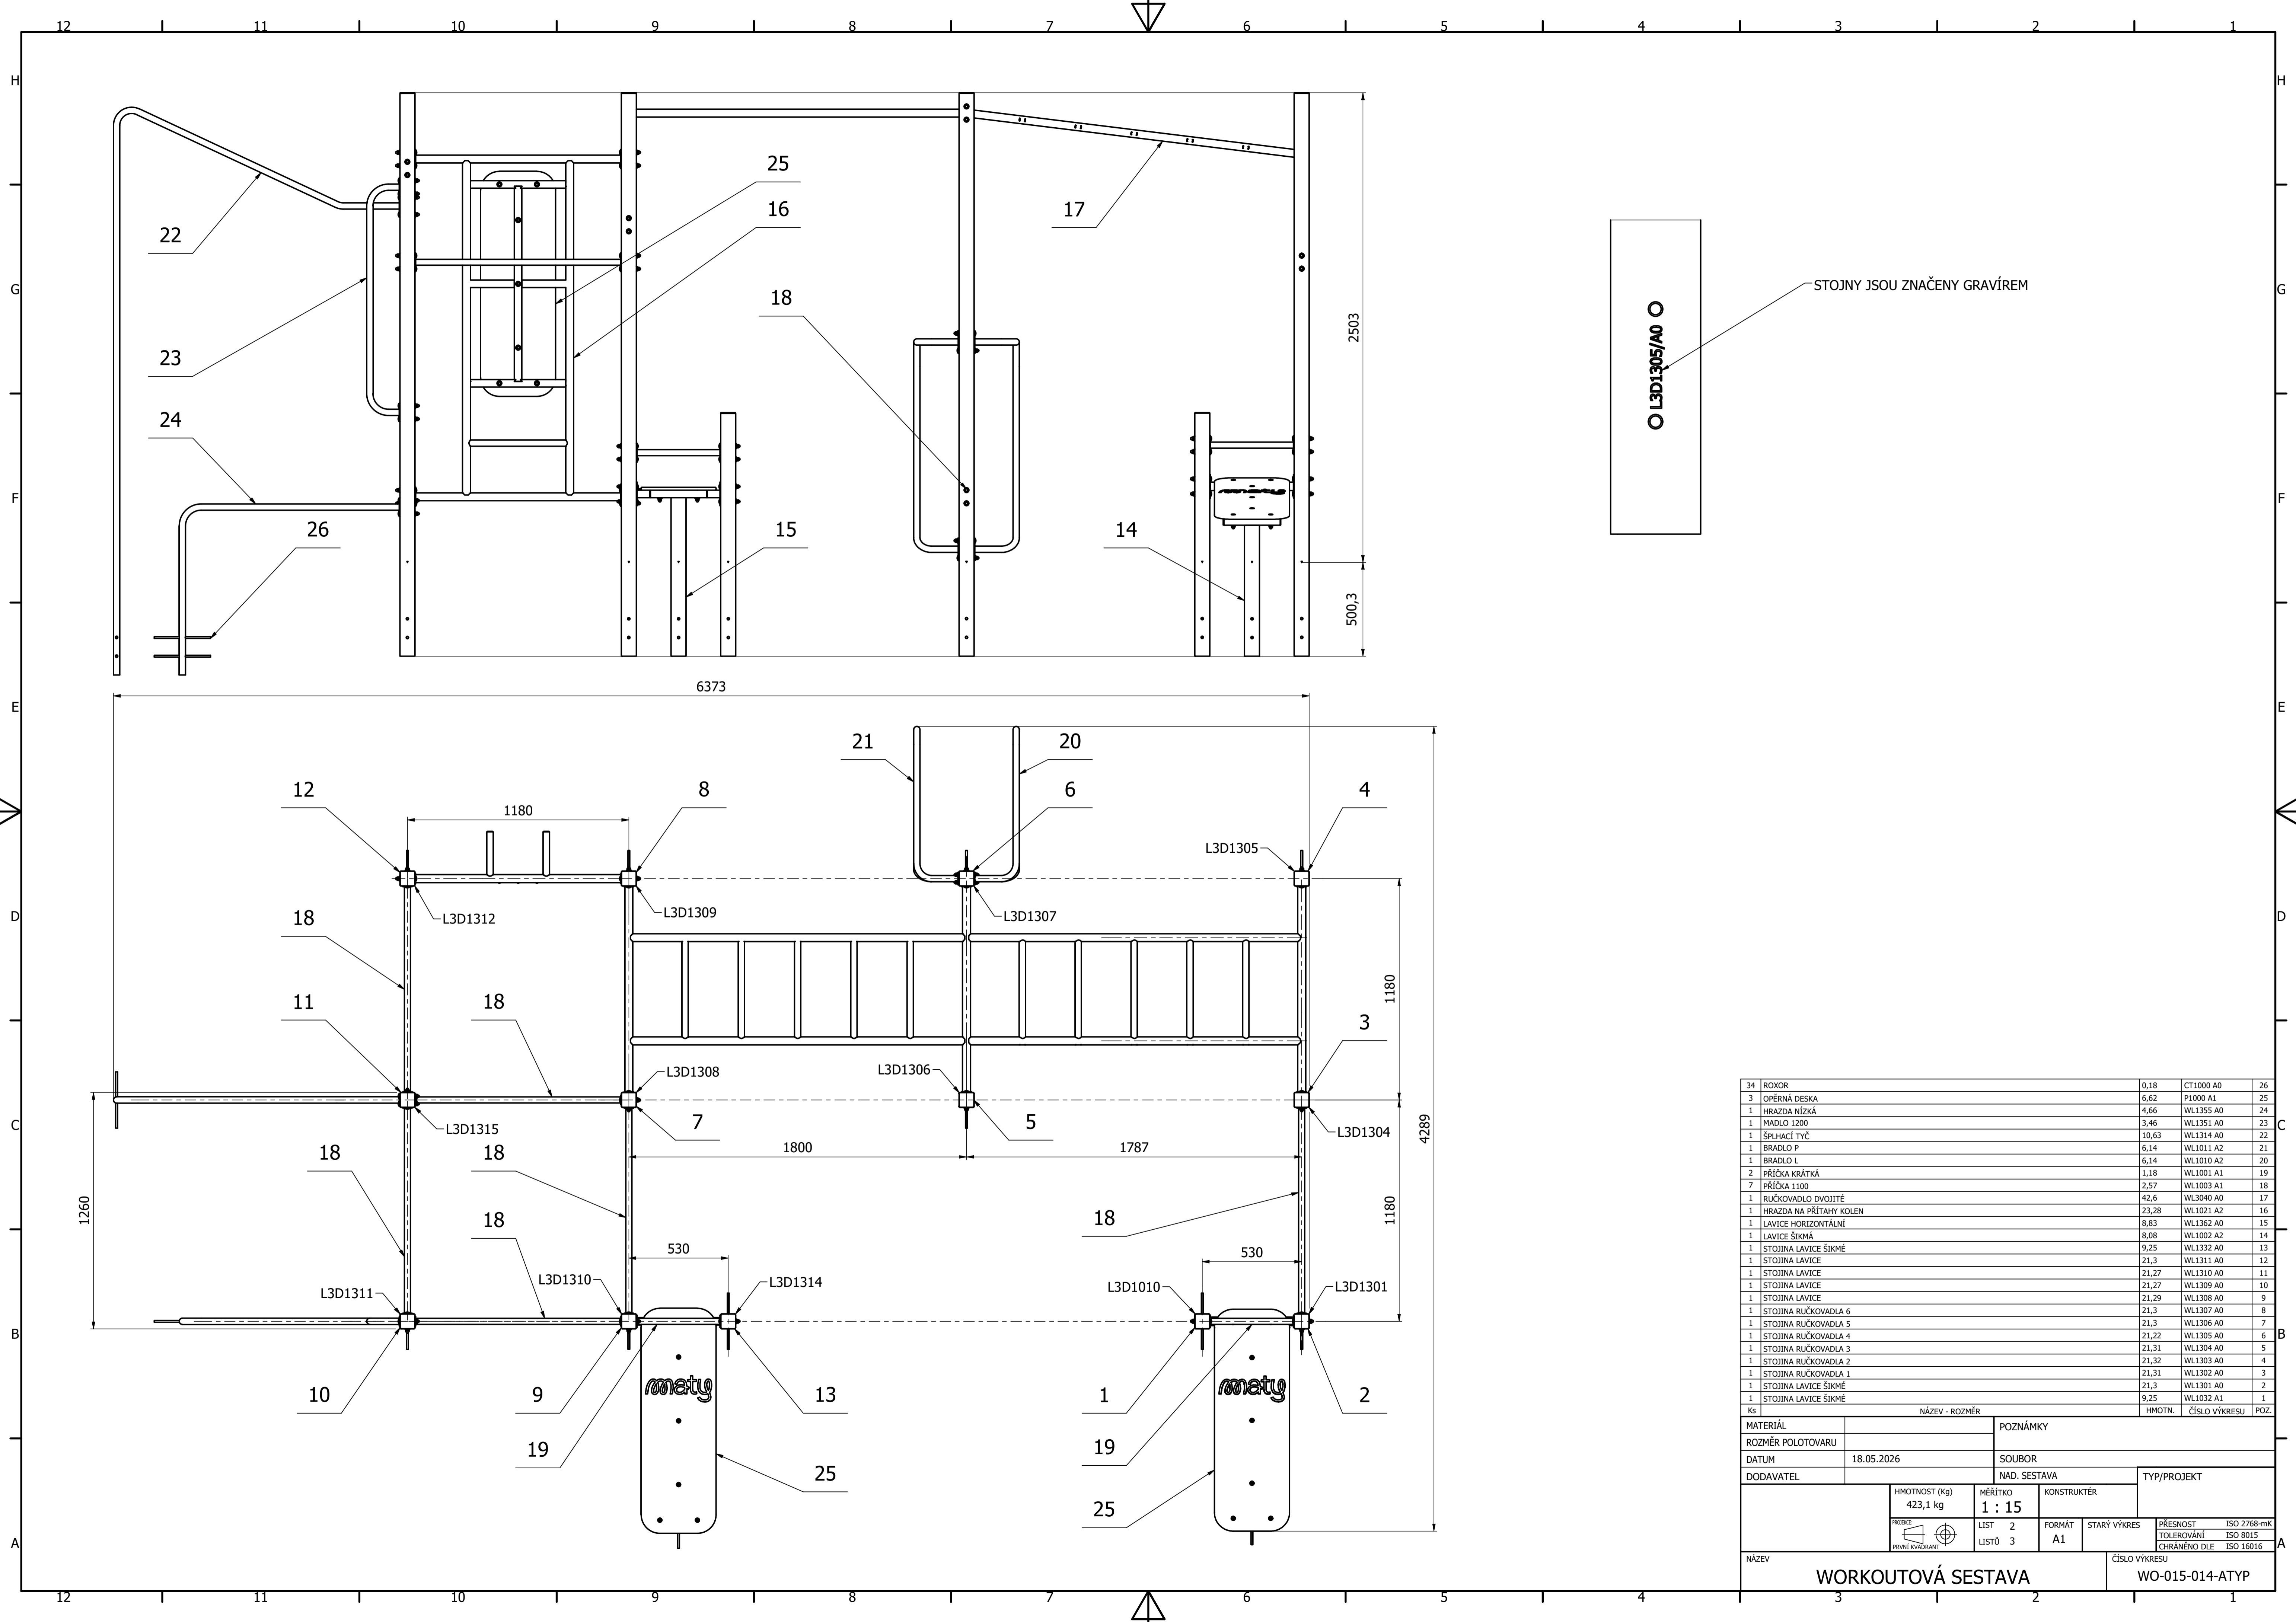 12 11 10 9 8 7 6 5 4 3 2 1
H H
G G
F F
E E
D D
C C
B B
A A
25
16
22
17
18
23
24
26
15
14
2503
500,3
STOJNY JSOU ZNAČENY GRAVÍREM
L3D1305/A0
maty
6373
21
20
12
8
6
4
1180
L3D1305
L3D1312
L3D1309
L3D1307
18
11
18
3
1180
L3D1308
L3D1306
7
5
L3D1315
L3D1304
4289
18
18
1800
1787
1260
18
18
1180
530
530
L3D1310
L3D1314
L3D1010
L3D1301
L3D1311
maty
maty
10
9
13
1
2
19
19
25
25
34 ROXOR 0,18 CT1000 A0 26
3 OPĚRNÁ DESKA 6,62 P1000 A1 25
1 HRAZDA NÍZKÁ 4,66 WL1355 A0 24
1 MADLO 1200 3,46 WL1351 A0 23
1 ŠPLHACÍ TYČ 10,63 WL1314 A0 22
1 BRADLO P 6,14 WL1011 A2 21
1 BRADLO L 6,14 WL1010 A2 20
2 PŘÍČKA KRÁTKÁ 1,18 WL1001 A1 19
7 PŘÍČKA 1100 2,57 WL1003 A1 18
1 RUČKOVADLO DVOJITÉ 42,6 WL3040 A0 17
1 HRAZDA NA PŘÍTAHY KOLEN 23,28 WL1021 A2 16
1 LAVICE HORIZONTÁLNÍ 8,83 WL1362 A0 15
1 LAVICE ŠIKMÁ 8,08 WL1002 A2 14
1 STOJINA LAVICE ŠIKMÉ 9,25 WL1332 A0 13
1 STOJINA LAVICE 21,3 WL1311 A0 12
1 STOJINA LAVICE 21,27 WL1310 A0 11
1 STOJINA LAVICE 21,27 WL1309 A0 10
1 STOJINA LAVICE 21,29 WL1308 A0 9
1 STOJINA RUČKOVADLA 6 21,3 WL1307 A0 8
1 STOJINA RUČKOVADLA 5 21,3 WL1306 A0 7
1 STOJINA RUČKOVADLA 4 21,22 WL1305 A0 6
1 STOJINA RUČKOVADLA 3 21,31 WL1304 A0 5
1 STOJINA RUČKOVADLA 2 21,32 WL1303 A0 4
1 STOJINA RUČKOVADLA 1 21,31 WL1302 A0 3
1 STOJINA LAVICE ŠIKMÉ 21,3 WL1301 A0 2
1 STOJINA LAVICE ŠIKMÉ 9,25 WL1032 A1 1
Ks NÁZEV - ROZMĚR HMOTN. ČÍSLO VÝKRESU POZ.
MATERIÁL POZNÁMKY
ROZMĚR POLOTOVARU
DATUM 18.05.2026 SOUBOR
DODAVATEL NAD. SESTAVA TYP/PROJEKT
HMOTNOST (Kg) MĚŘÍTKO KONSTRUKTÉR
423,1 kg 1 : 15
PROJEKCE: LIST 2 FORMÁT STARÝ VÝKRES PŘESNOST ISO 2768-mK
LISTŮ 3 A1 TOLEROVÁNÍ ISO 8015
PRVNÍ KVADRANT CHRÁNĚNO DLE ISO 16016
NÁZEV ČÍSLO VÝKRESU
WORKOUTOVÁ SESTAVA WO-015-014-ATYP
12 11 10 9 8 7 6 5 4 3 2 1